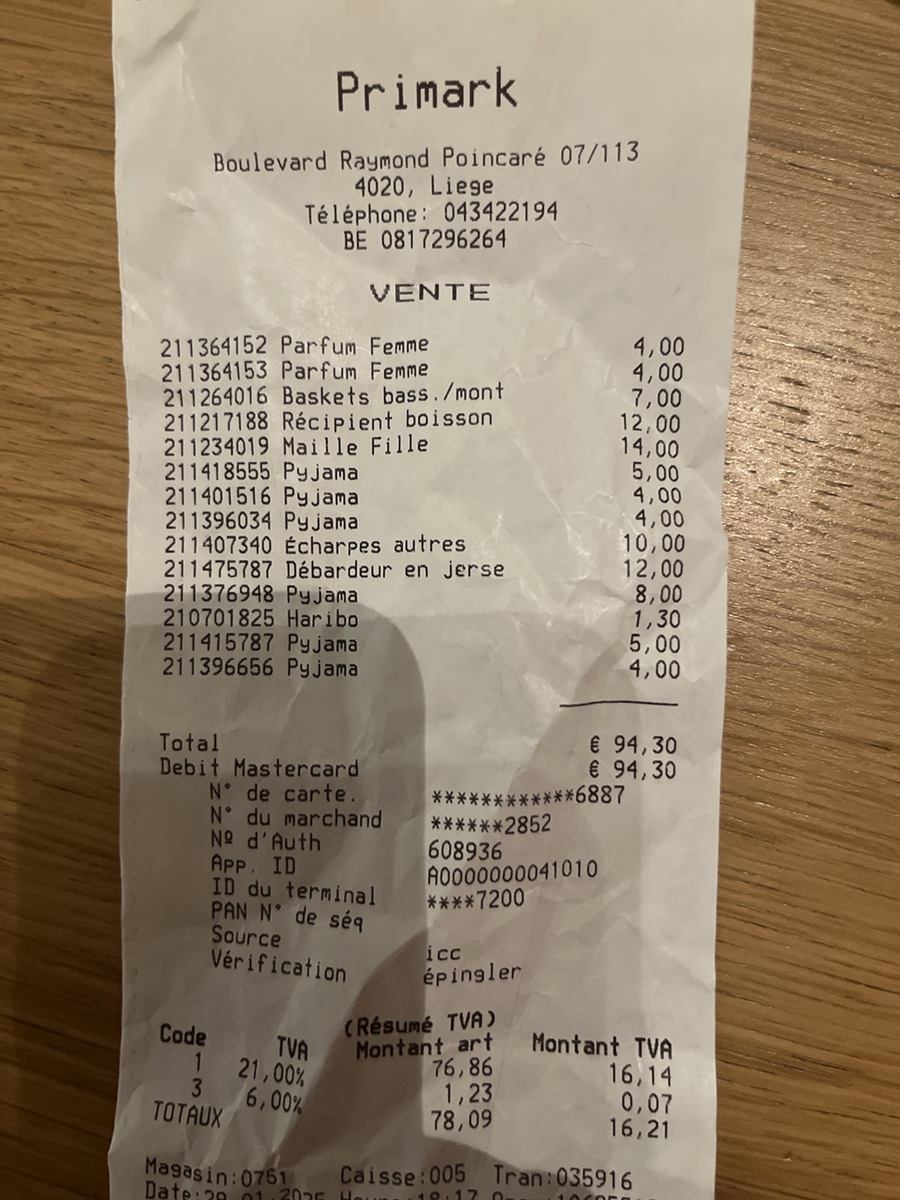 Primark
Boulevard Raymond Poincaré 07/113
4020, Liege
Téléphone: 043422194
BE 0817296264
VENTE
211364152 Parfum Femme 4,00
211364153 Parfum Femme 4,00
211264016 Baskets bass./mont 7,00
211217188 Récipient boisson 12,00
211234019 Maille Fille 14,00
211418555 Pyjama 5,00
211401516 Pyjama 4,00
211396034 Pyjama 4,00
211407340 Écharpes autres 10,00
211475787 Débardeur en jerse 12,00
211376948 Pyjama 8,00
210701825 Haribo 1,30
211415787 Pyjama 5,00
211396656 Pyjama 4,00
Total € 94,30
Debit Mastercard € 94,30
N° de carte. ************6887
N° du marchand ******2852
Nº d'Auth 608936
App. ID A0000000041010
ID du terminal ****7200
PAN N° de séq
Source icc
Vérification épingler
(Résumé TVA)
Code TVA Montant art Montant TVA
1 21,00% 76,86 16,14
3 6,00% 1,23 0,07
TOTAUX 78,09 16,21
Magasin:0761 Caisse:005 Tran:035916
Date:29.01.2025 Heure:18:17